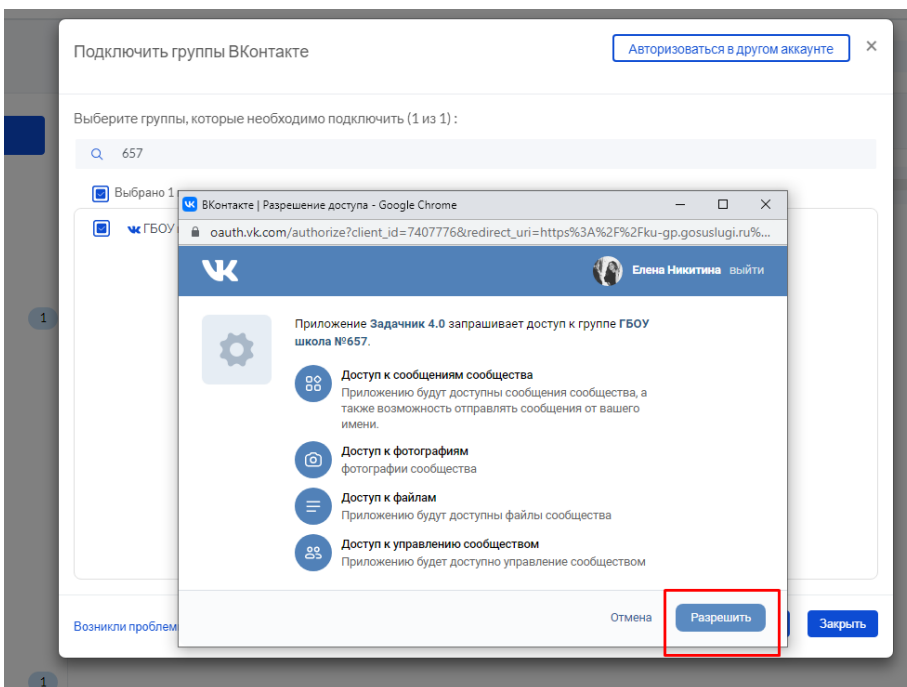 Подключить группы ВКонтакте
Авторизоваться в другом аккаунте
Выберите группы, которые необходимо подключить (1 из 1) :
657
Выбрано 1
ГБОУ
ВКонтакте | Разрешение доступа - Google Chrome
oauth.vk.com/authorize?client_id=7407776&redirect_uri=https%3A%2F%2Fku-gp.gosuslugi.ru%...
Елена Никитина выйти
Приложение Задачник 4.0 запрашивает доступ к группе ГБОУ
школа №657.
Доступ к сообщениям сообщества
Приложению будут доступны сообщения сообщества, а
также возможность отправлять сообщения от вашего
имени.
Доступ к фотографиям
фотографии сообщества
Доступ к файлам
Приложению будут доступны файлы сообщества
Доступ к управлению сообществом
Приложению будет доступно управление сообществом
1
Отмена
Разрешить
Возникли проблем
Закрыть
1